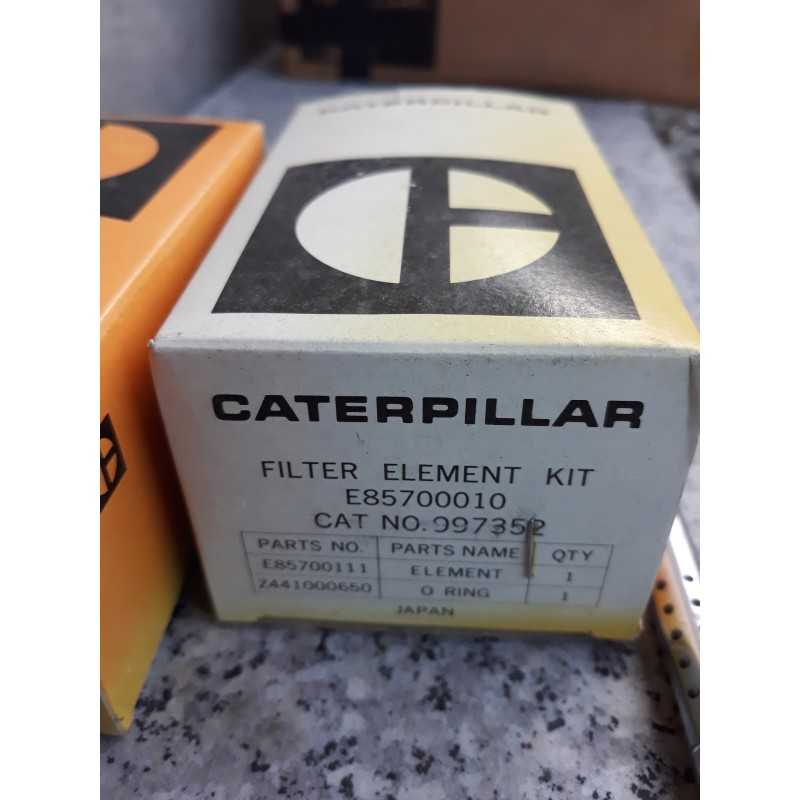 CATERPILLAR
CATERPILLAR
FILTER ELEMENT KIT
E85700010
CAT NO. 997352
PARTS NO. PARTS NAME QTY
E85700111 ELEMENT 1
Z441000650 O RING 1
JAPAN